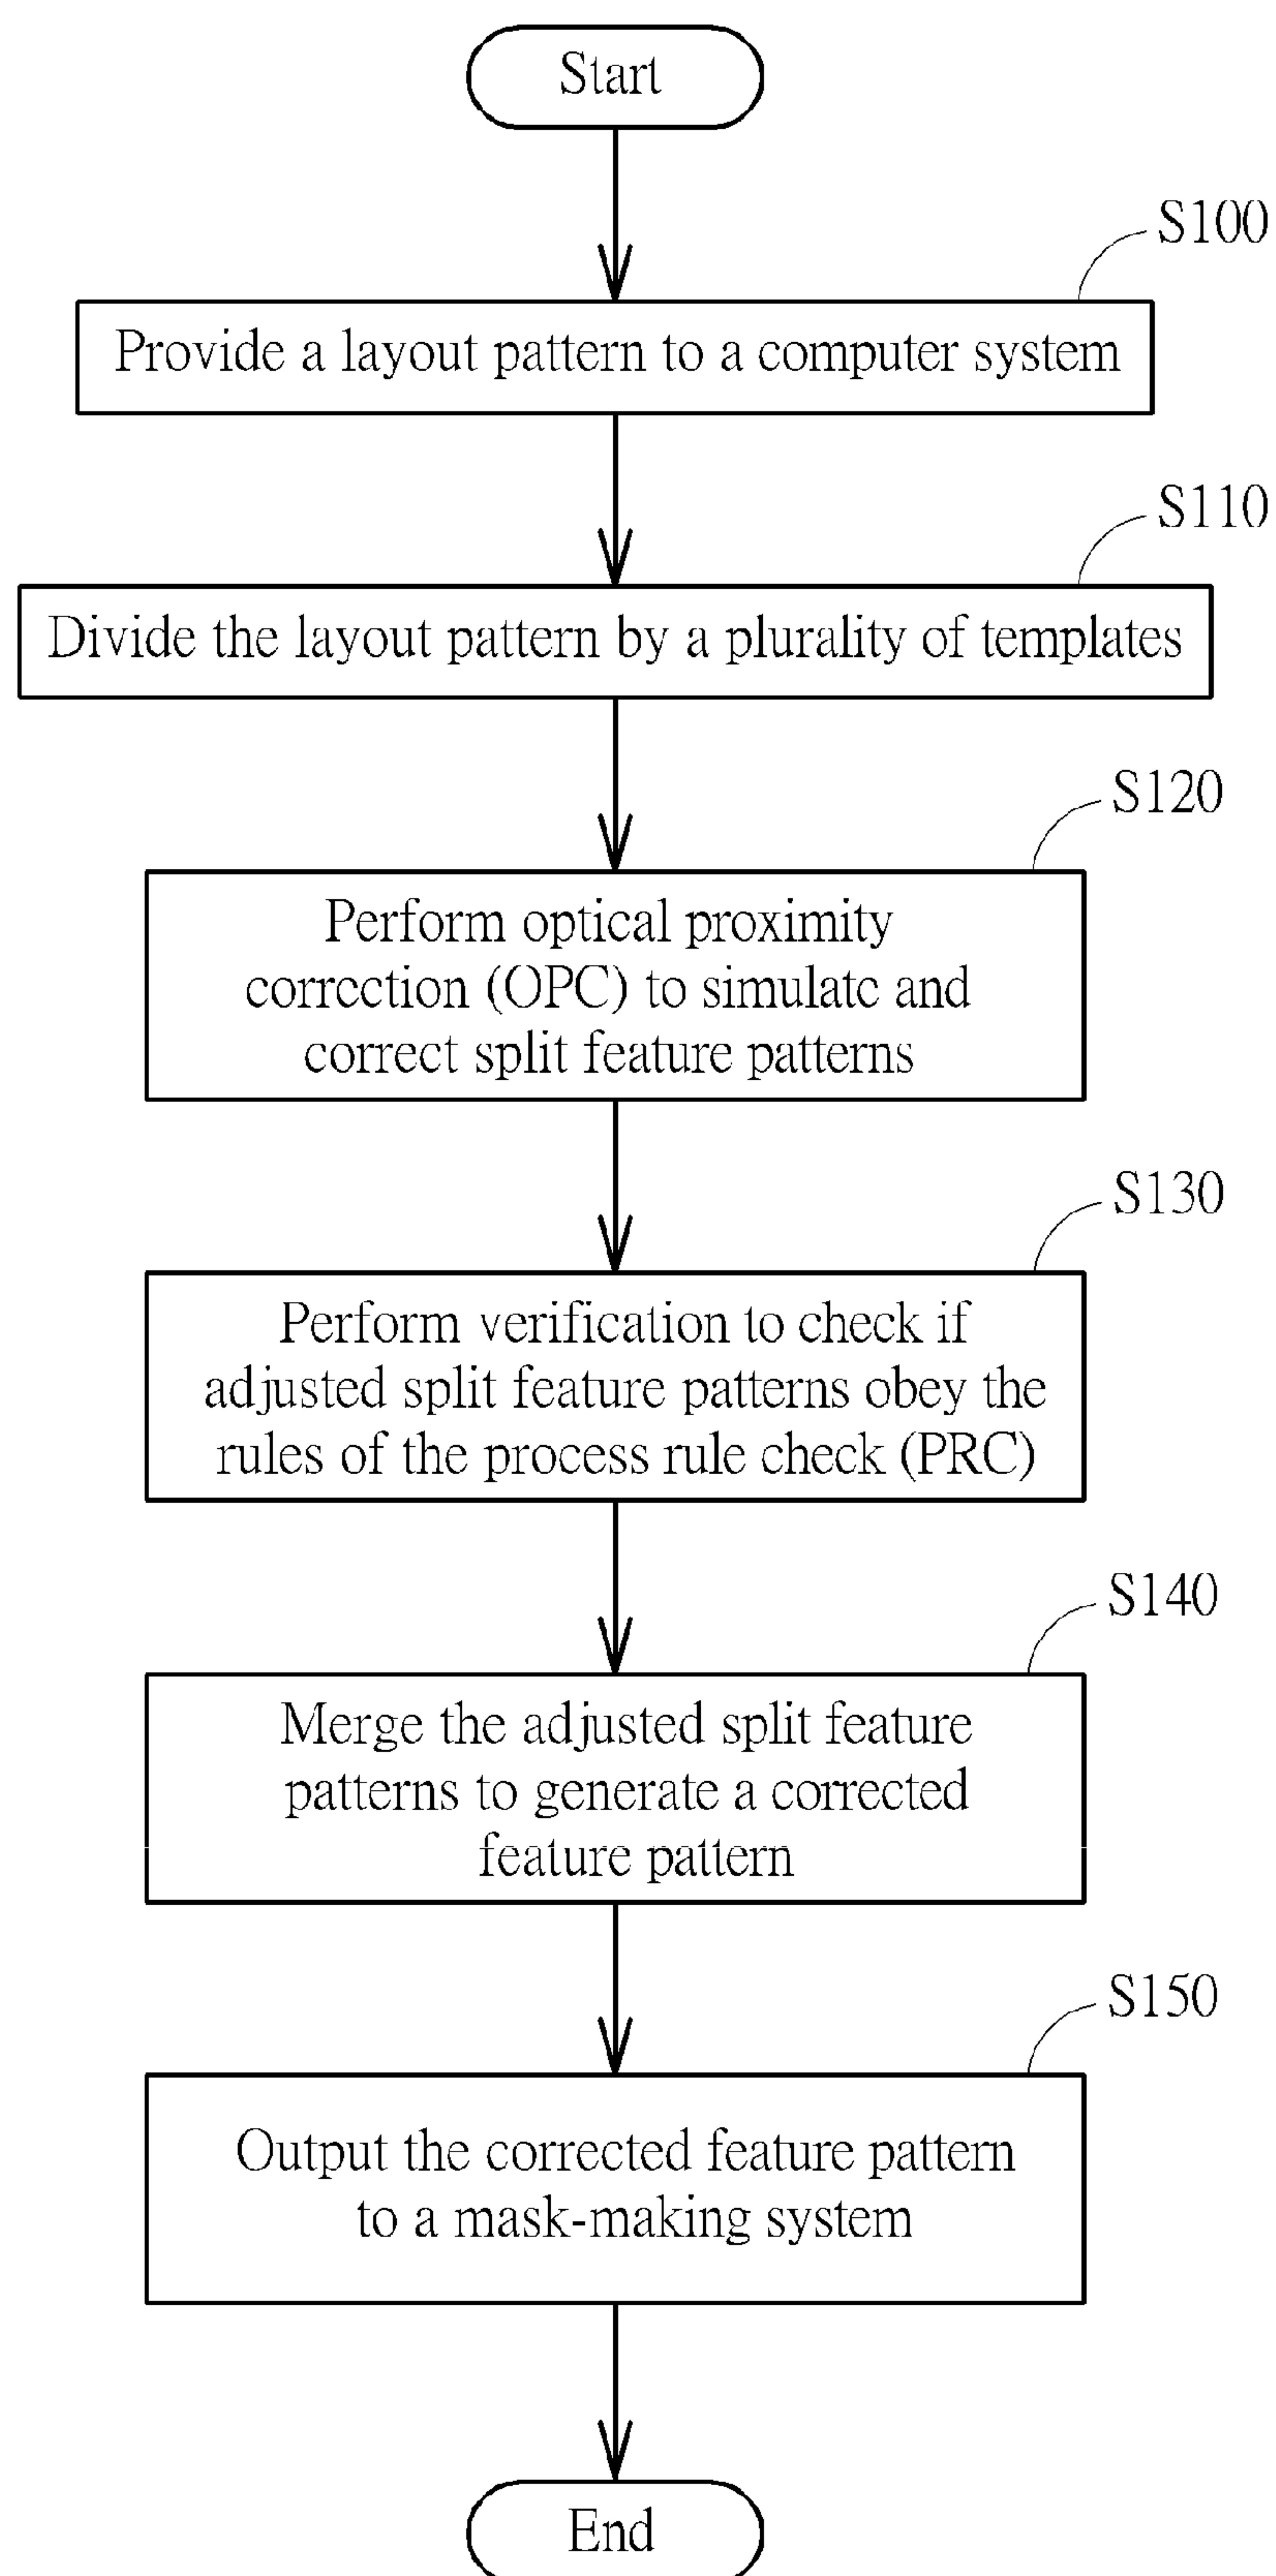 Start
S100
Provide a layout pattern to a computer system
S110
Divide the layout pattern by a plurality of templates
S120
Perform optical proximity
correction (OPC) to simulate and
correct split feature patterns
S130
Perform verification to check if
adjusted split feature patterns obey the
rules of the process rule check (PRC)
S140
Merge the adjusted split feature
patterns to generate a corrected
feature pattern
S150
Output the corrected feature pattern
to a mask-making system
End